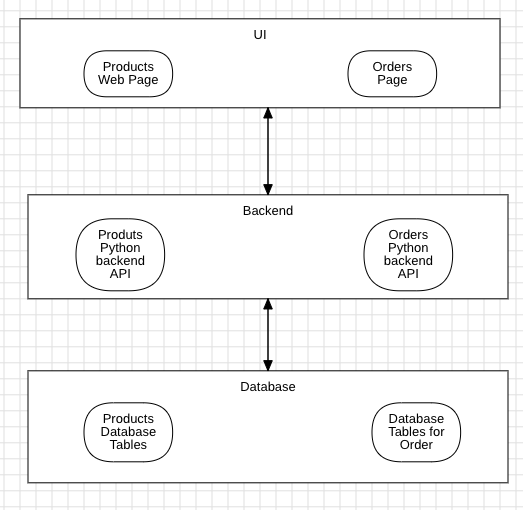 UI
Products
Web Page
Orders
Page
Backend
Produts
Python
backend
API
Orders
Python
backend
API
Database
Products
Database
Tables
Database
Tables for
Order